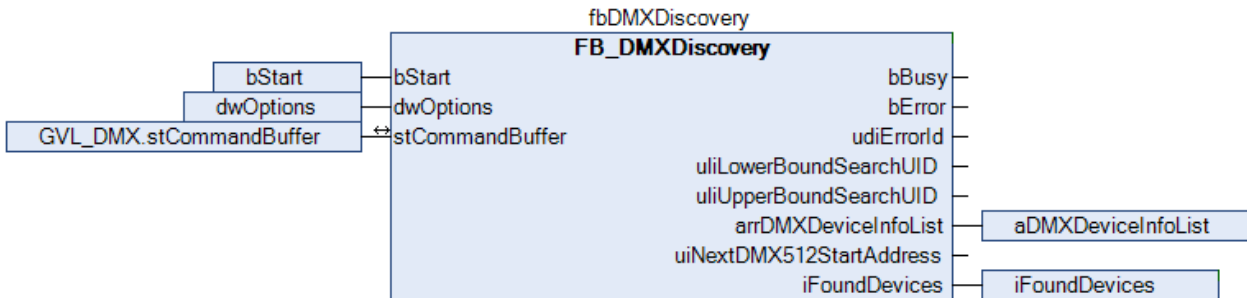 fbDMXDiscovery
FB_DMXDiscovery
bStart bStart bBusy
dwOptions dwOptions bError
GVL_DMX.stCommandBuffer stCommandBuffer udiErrorId
uliLowerBoundSearchUID
uliUpperBoundSearchUID
arrDMXDeviceInfoList aDMXDeviceInfoList
uiNextDMX512StartAddress
iFoundDevices iFoundDevices